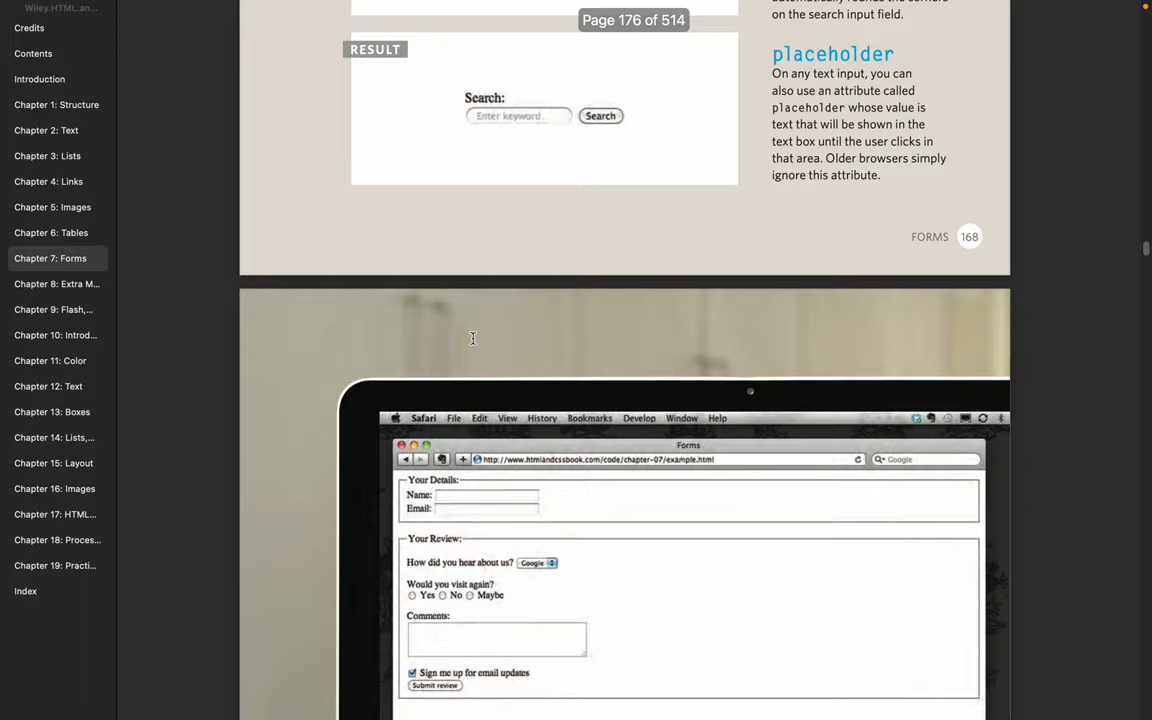 Wiley.HTML.an...
Credits
Contents
Introduction
Chapter 1: Structure
Chapter 2: Text
Chapter 3: Lists
Chapter 4: Links
Chapter 5: Images
Chapter 6: Tables
Chapter 7: Forms
Chapter 8: Extra M...
Chapter 9: Flash,...
Chapter 10: Introd...
Chapter 11: Color
Chapter 12: Text
Chapter 13: Boxes
Chapter 14: Lists,...
Chapter 15: Layout
Chapter 16: Images
Chapter 17: HTML...
Chapter 18: Proces...
Chapter 19: Practi...
Index
Page 176 of 514
RESULT
Search:
Enter keyword
Search
on the search input field.
placeholder
On any text input, you can
also use an attribute called
placeholder whose value is
text that will be shown in the
text box until the user clicks in
that area. Older browsers simply
ignore this attribute.
FORMS 168
Safari File Edit View History Bookmarks Develop Window Help
Forms
http://www.htmlandcssbook.com/code/chapter-07/example.html
Google
Your Details:
Name:
Email:
Your Review:
How did you hear about us? Google
Would you visit again?
Yes No Maybe
Comments:
Sign me up for email updates
Submit review